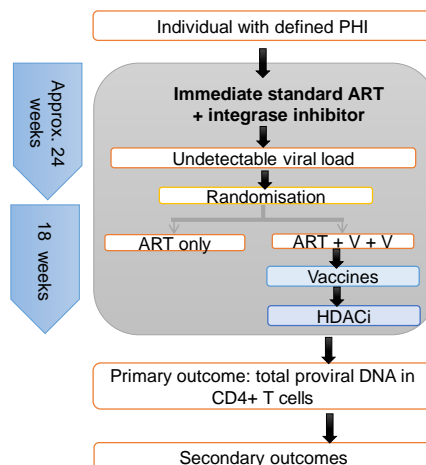 Individual with defined PHI
Approx. 24
weeks
Immediate standard ART
+ integrase inhibitor
Undetectable viral load
Randomisation
18 weeks
ART only
ART + V + V
Vaccines
HDACi
Primary outcome: total proviral DNA in
CD4+ T cells
Secondary outcomes